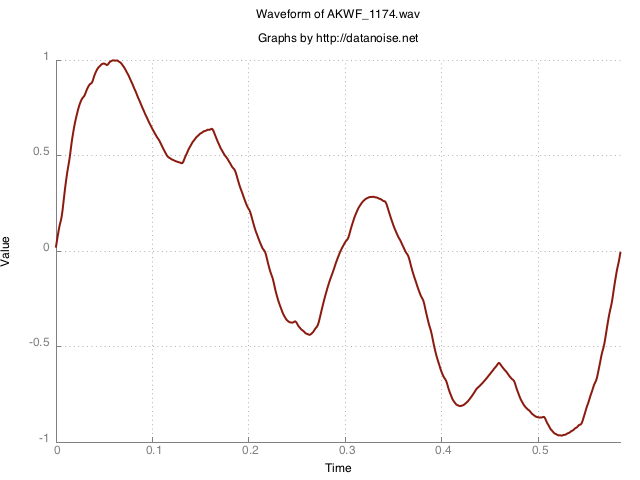 Waveform of AKWF_1174.wav
Graphs by http://datanoise.net
1
0.5
0
-0.5
-1
Value
0 0.1 0.2 0.3 0.4 0.5
Time